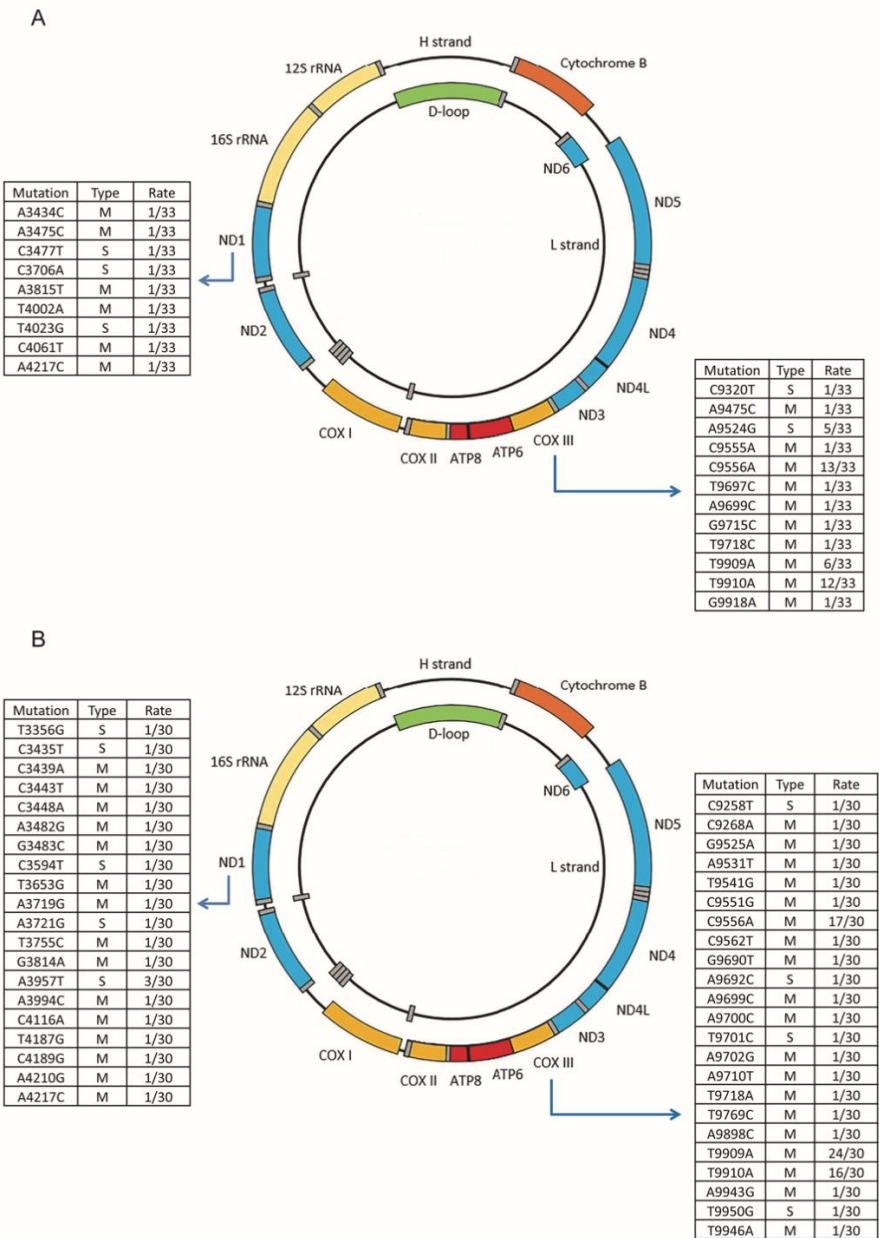 A
H strand
Cytochrome B
12S rRNA
D-loop
16S rRNA
ND6
ND5
ND1
L strand
ND2
ND4
ND4L
ND3
COX I
COX III
COX II
ATP8
ATP6
Mutation Type Rate
A3434C M 1/33
A3475C M 1/33
C3477T S 1/33
C3706A S 1/33
A3815T M 1/33
T4002A M 1/33
T4023G S 1/33
C4061T M 1/33
A4217C M 1/33
Mutation Type Rate
C9320T S 1/33
A9475C M 1/33
A9524G S 5/33
C9555A M 1/33
C9556A M 13/33
T9697C M 1/33
A9699C M 1/33
G9715C M 1/33
T9718C M 1/33
T9909A M 6/33
T9910A M 12/33
G9918A M 1/33
B
H strand
Cytochrome B
12S rRNA
D-loop
16S rRNA
ND6
ND5
ND1
L strand
ND2
ND4
ND4L
ND3
COX I
COX III
COX II
ATP8
ATP6
Mutation Type Rate
T3356G S 1/30
C3435T S 1/30
C3439A M 1/30
C3443T M 1/30
C3448A M 1/30
A3482G M 1/30
G3483C M 1/30
C3594T S 1/30
T3653G M 1/30
A3719G M 1/30
A3721G S 1/30
T3755C M 1/30
G3814A M 1/30
A3957T S 3/30
A3994C M 1/30
C4116A M 1/30
T4187G M 1/30
C4189G M 1/30
A4210G M 1/30
A4217C M 1/30
Mutation Type Rate
C9258T S 1/30
C9268A M 1/30
G9525A M 1/30
A9531T M 1/30
T9541G M 1/30
C9551G M 1/30
C9556A M 17/30
C9562T M 1/30
G9690T M 1/30
A9692C S 1/30
A9699C M 1/30
A9700C M 1/30
T9701C S 1/30
A9702G M 1/30
A9710T M 1/30
T9718A M 1/30
T9769C M 1/30
A9898C M 1/30
T9909A M 24/30
T9910A M 16/30
A9943G M 1/30
T9950G S 1/30
T9946A M 1/30